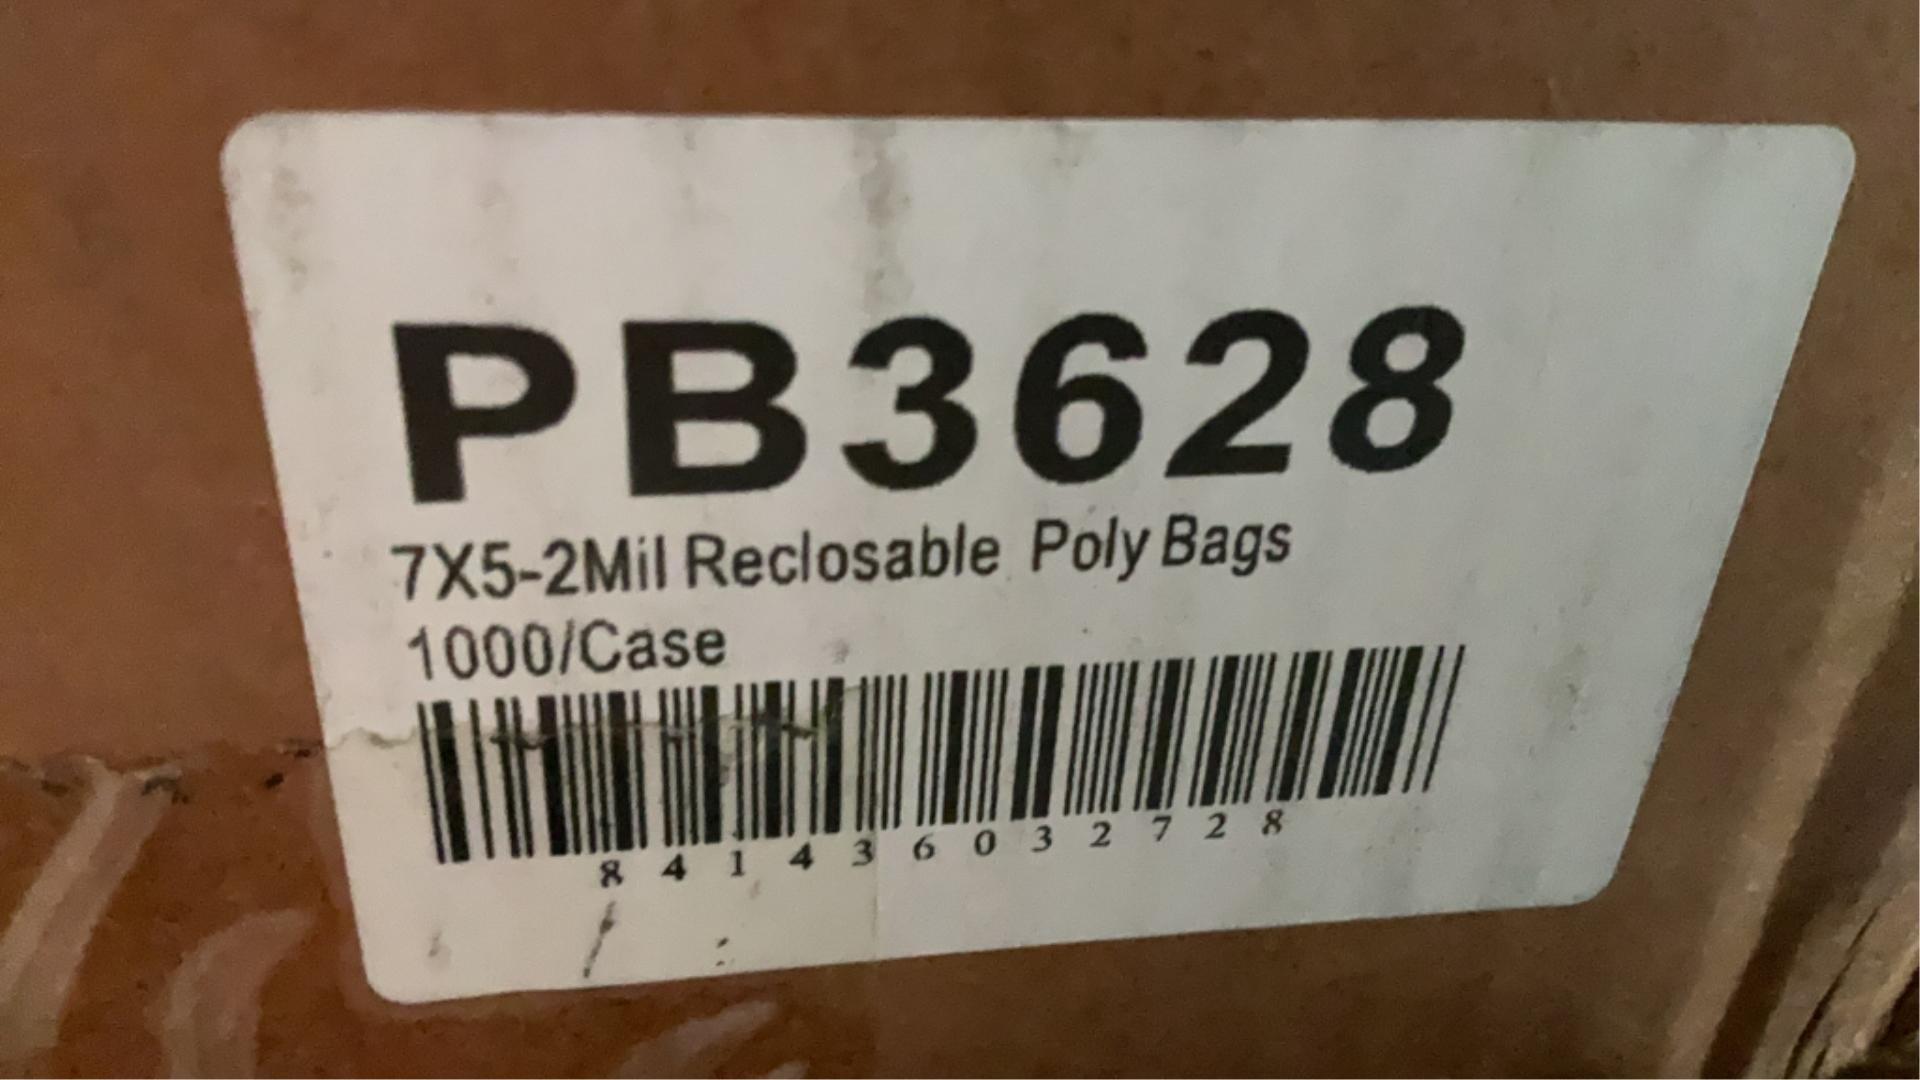 PB3628
7X5-2Mil Reclosable Poly Bags
1000/Case
841436032728